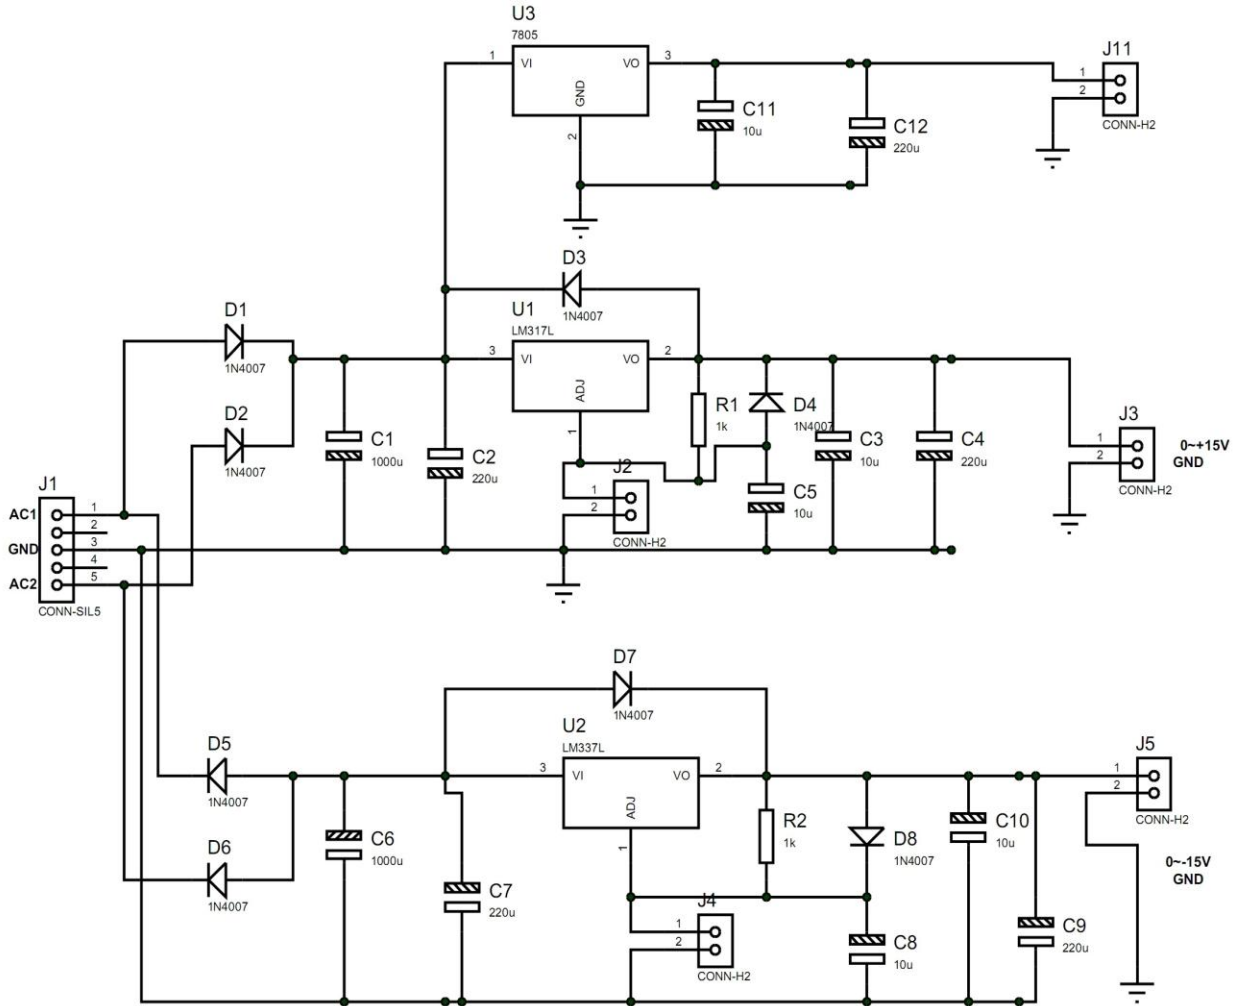 U3
7805
1
VI
VO
3
GND
2
C11
10u
C12
220u
J11
1
2
CONN-H2
D3
1N4007
U1
LM317L
3
VI
VO
2
ADJ
1
D1
1N4007
D2
1N4007
C1
1000u
C2
220u
R1
1k
D4
1N4007
C3
10u
C4
220u
C5
10u
J2
1
2
CONN-H2
J3
1
2
CONN-H2
0~+15V
GND
J1
AC1
1
2
GND
3
4
AC2
5
CONN-SIL5
D7
1N4007
U2
LM337L
3
VI
VO
2
ADJ
1
D5
1N4007
D6
1N4007
C6
1000u
C7
220u
R2
1k
D8
1N4007
C10
10u
C9
220u
C8
10u
J4
1
2
CONN-H2
J5
1
2
CONN-H2
0~-15V
GND